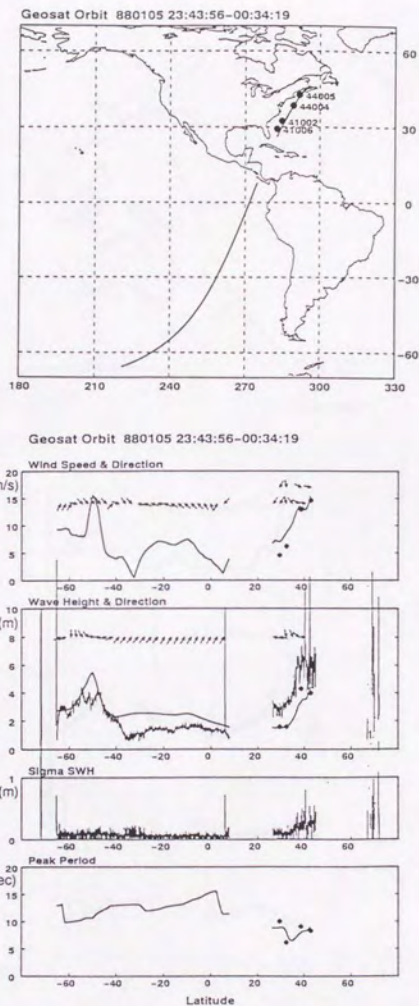 Geosat Orbit 880105 23:43:56-00:34:19
60
44005
44004
30
41002
41006
0
-30
-60
180 210 240 270 300 330
Geosat Orbit 880105 23:43:56-00:34:19
Wind Speed & Direction
20
/s)
15
10
5
0
-60 -40 -20 0 20 40 60
Wave Height & Direction
10
(m)
8
6
4
2
0
-60 -40 -20 0 20 40 60
Sigma SWH
1
(m)
0
-60 -40 -20 0 20 40 60
Peak Period
20
ec)
15
10
5
0
-60 -40 -20 0 20 40 60
Latitude